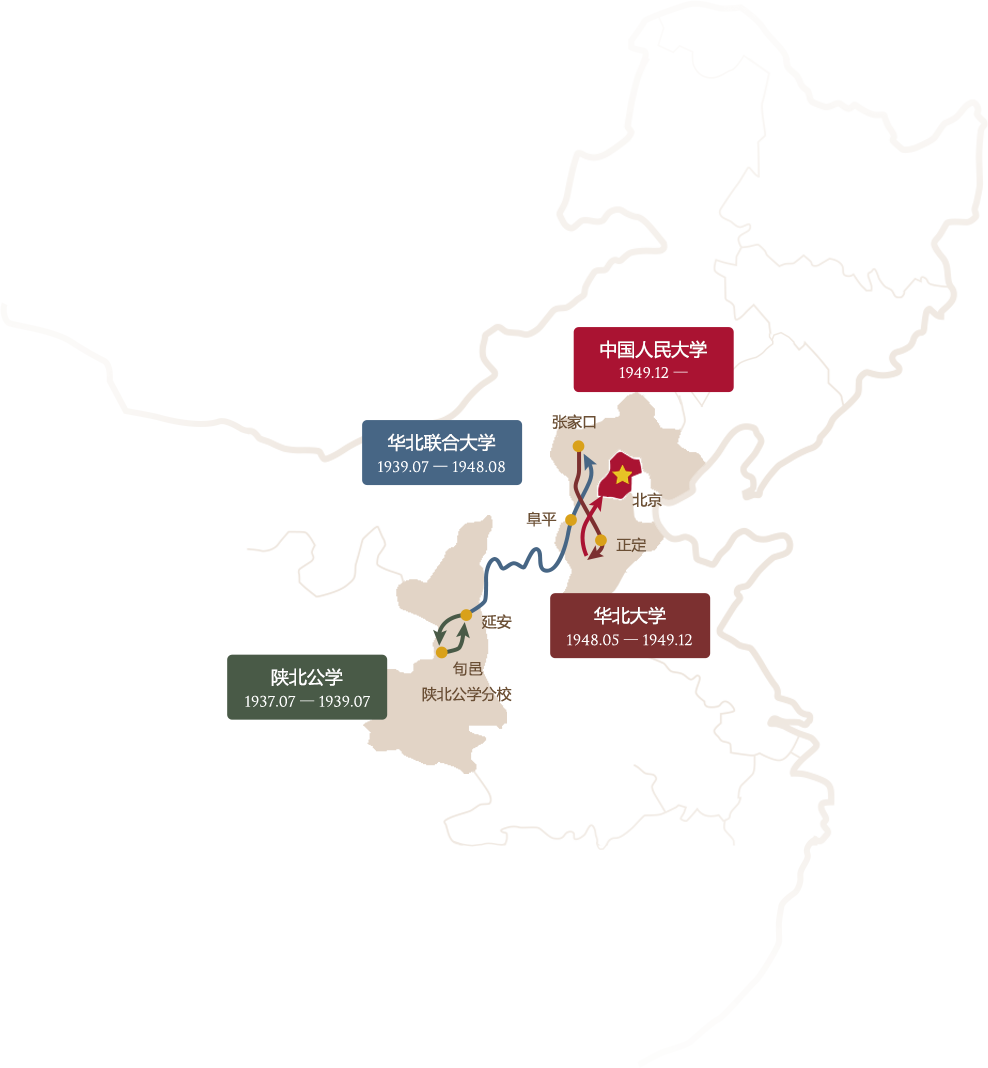 中国人民大学
1949.12 —
张家口
华北联合大学
1939.07 — 1948.08
北京
阜平
正定
华北大学
1948.05 — 1949.12
延安
旬邑
陕北公学分校
陕北公学
1937.07 — 1939.07